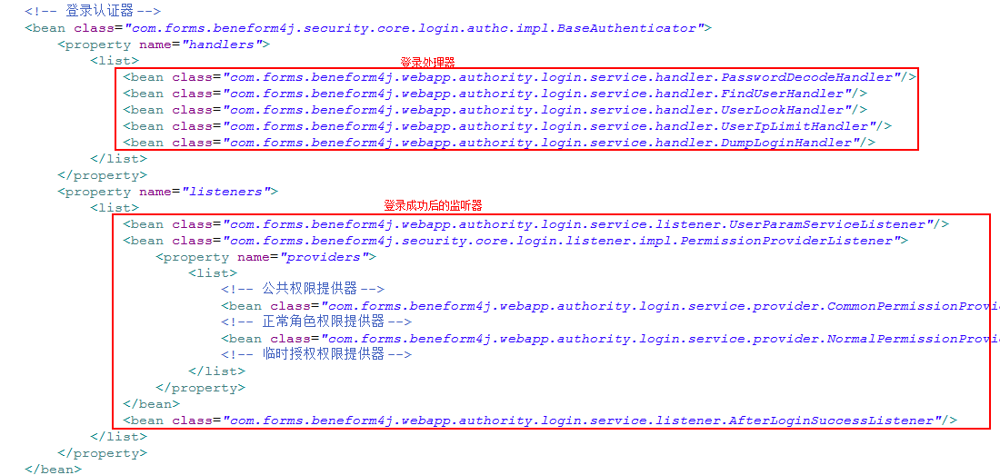 <!-- 登录认证器 -->
<bean class="com.forms.beneform4j.security.core.login.authc.impl.BaseAuthenticator">
<property name="handlers">
<list>
登录处理器
<bean class="com.forms.beneform4j.webapp.authority.login.service.handler.PasswordDecodeHandler"/>
<bean class="com.forms.beneform4j.webapp.authority.login.service.handler.FindUserHandler"/>
<bean class="com.forms.beneform4j.webapp.authority.login.service.handler.UserLockHandler"/>
<bean class="com.forms.beneform4j.webapp.authority.login.service.handler.UserIpLimitHandler"/>
<bean class="com.forms.beneform4j.webapp.authority.login.service.handler.DumpLoginHandler"/>
</list>
</property>
<property name="listeners">
<list>
登录成功后的监听器
<bean class="com.forms.beneform4j.webapp.authority.login.service.listener.UserParamServiceListener"/>
<bean class="com.forms.beneform4j.security.core.login.listener.impl.PermissionProviderListener">
<property name="providers">
<list>
<!-- 公共权限提供器 -->
<bean class="com.forms.beneform4j.webapp.authority.login.service.provider.CommonPermissionProvi
<!-- 正常角色权限提供器 -->
<bean class="com.forms.beneform4j.webapp.authority.login.service.provider.NormalPermissionProvi
<!-- 临时授权权限提供器 -->
</list>
</property>
</bean>
<bean class="com.forms.beneform4j.webapp.authority.login.service.listener.AfterLoginSuccessListener"/>
</list>
</property>
</bean>